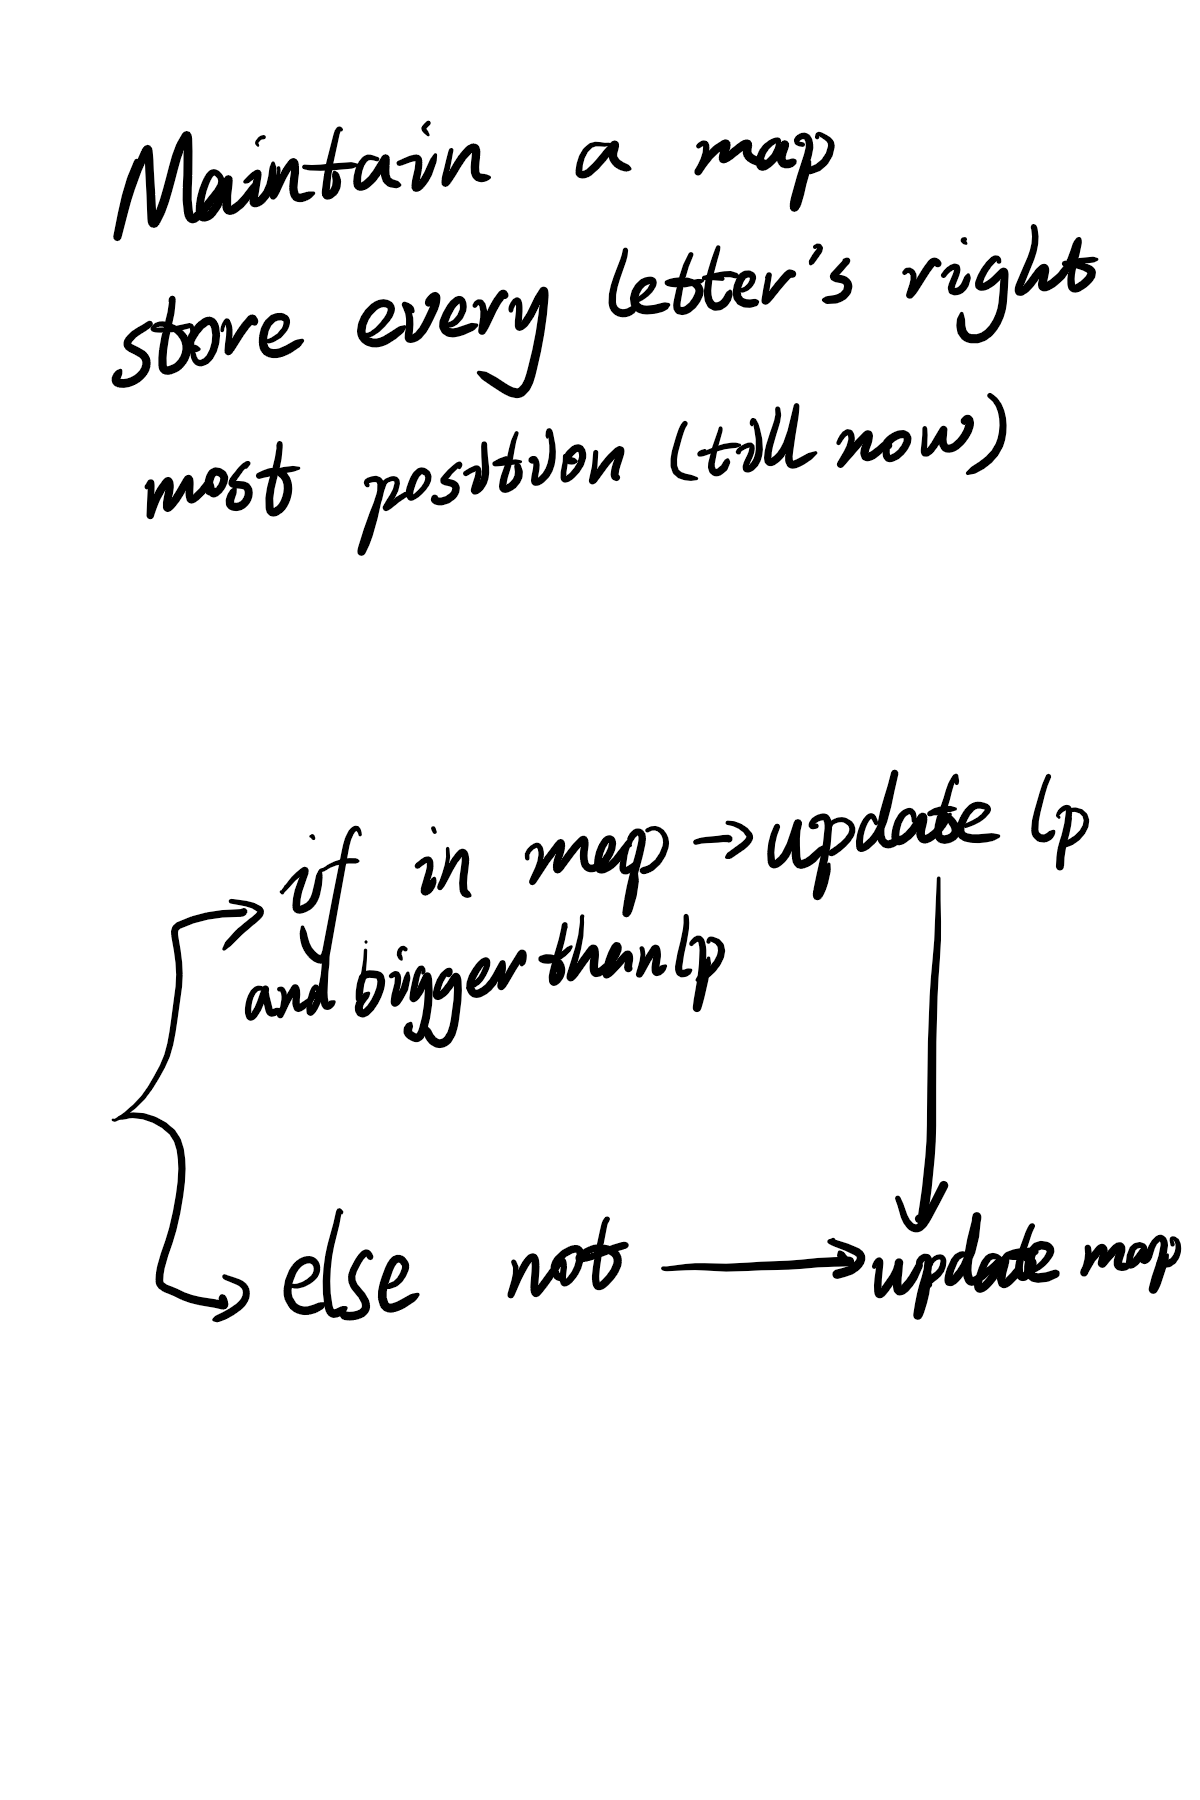 Maintain a map
store every letter's right
most position (till now)
if in map → update lp
and bigger than lp
else not → update map